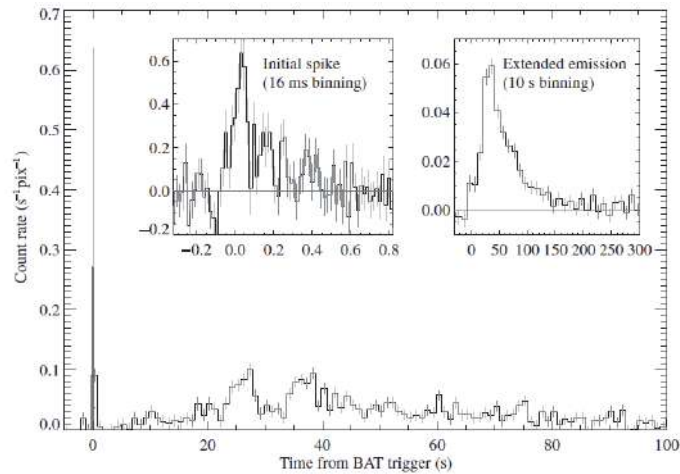 0.7
0.6
0.5
0.4
0.3
0.2
0.1
0.0
Count rate (s⁻¹pix⁻¹)
0 20 40 60 80 100
Time from BAT trigger (s)
Initial spike
(16 ms binning)
0.6
0.4
0.2
0.0
−0.2
−0.2 0.0 0.2 0.4 0.6 0.8
Extended emission
(10 s binning)
0.06
0.04
0.02
0.00
0 50 100 150 200 250 300